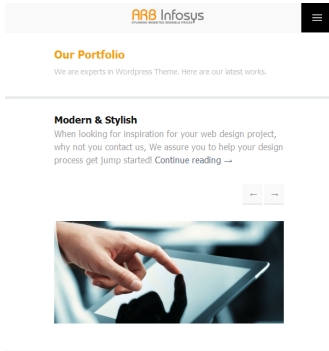 ARB Infosys
Our Portfolio
We are experts in Wordpress Theme. Here are our latest works.
Modern & Stylish
When looking for inspiration for your web design project,
why not you contact us, We assure you to help your design
process get jump started! Continue reading →
← →